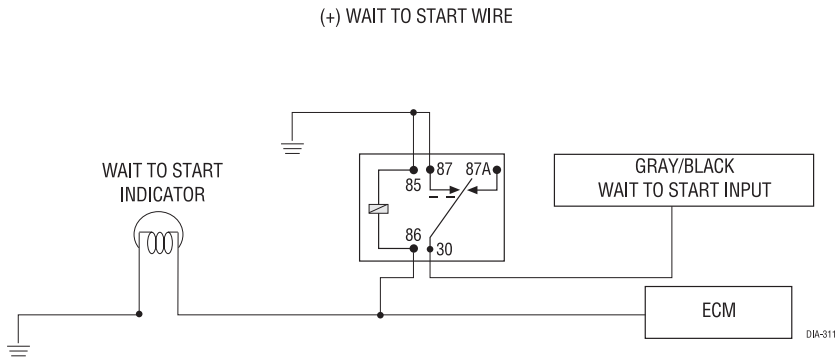 (+) WAIT TO START WIRE
WAIT TO START
INDICATOR
85
87
87A
86
30
GRAY/BLACK
WAIT TO START INPUT
ECM
DIA-311